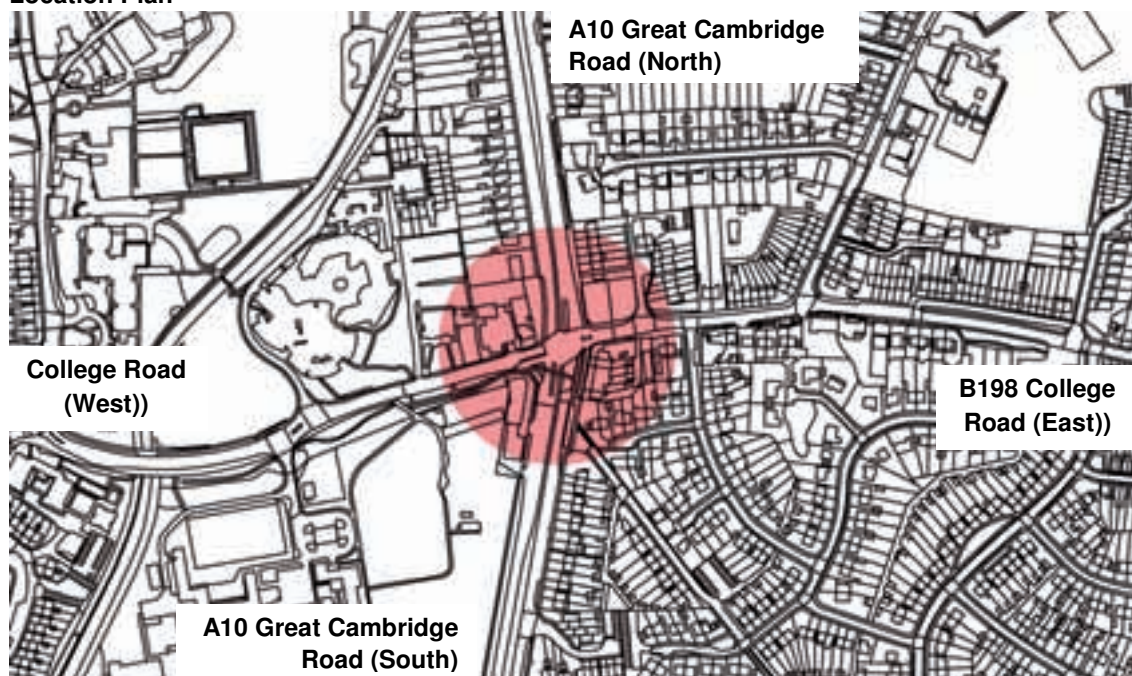 Location Plan
A10 Great Cambridge
Road (North)
College Road
(West))
B198 College
Road (East))
A10 Great Cambridge
Road (South)